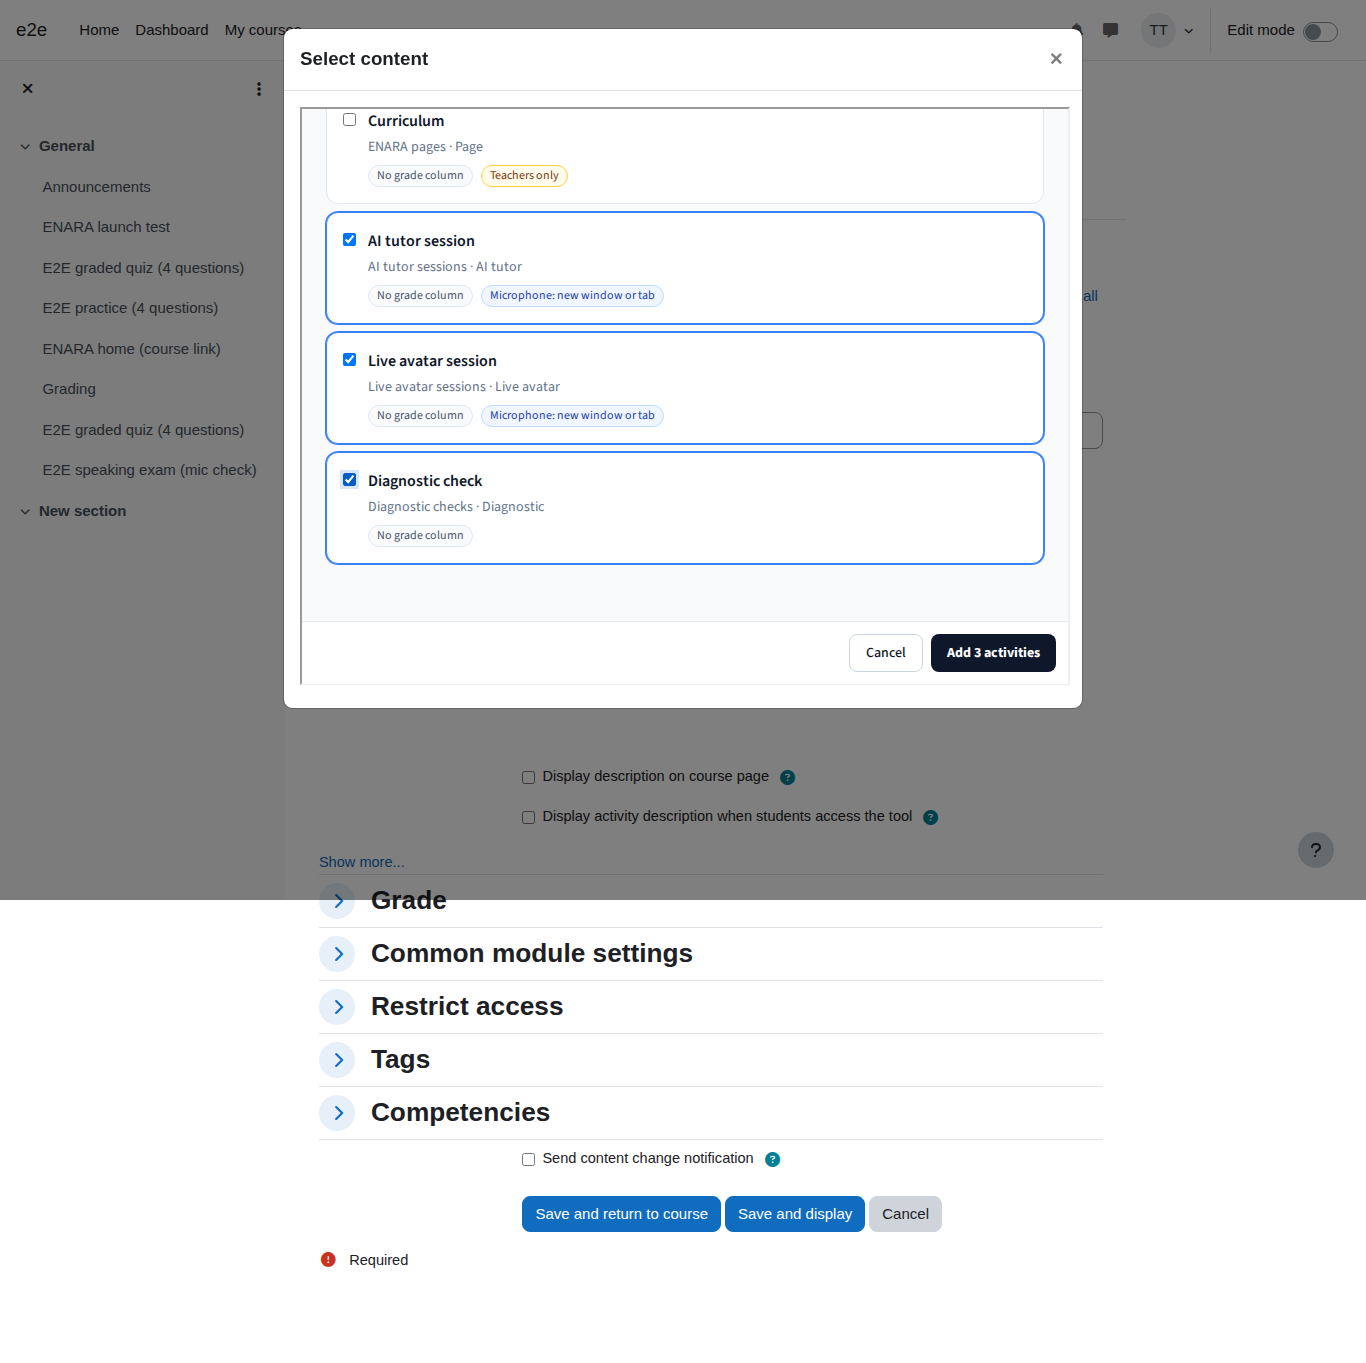 e2e
Home
Dashboard
My courses
TT
Edit mode
Select content
General
Announcements
ENARA launch test
E2E graded quiz (4 questions)
E2E practice (4 questions)
ENARA home (course link)
Grading
E2E graded quiz (4 questions)
E2E speaking exam (mic check)
New section
Curriculum
ENARA pages · Page
No grade column
Teachers only
AI tutor session
AI tutor sessions · AI tutor
No grade column
Microphone: new window or tab
Live avatar session
Live avatar sessions · Live avatar
No grade column
Microphone: new window or tab
Diagnostic check
Diagnostic checks · Diagnostic
No grade column
Cancel
Add 3 activities
all
Display description on course page
Display activity description when students access the tool
Show more...
Grade
Common module settings
Restrict access
Tags
Competencies
Send content change notification
Save and return to course
Save and display
Cancel
Required